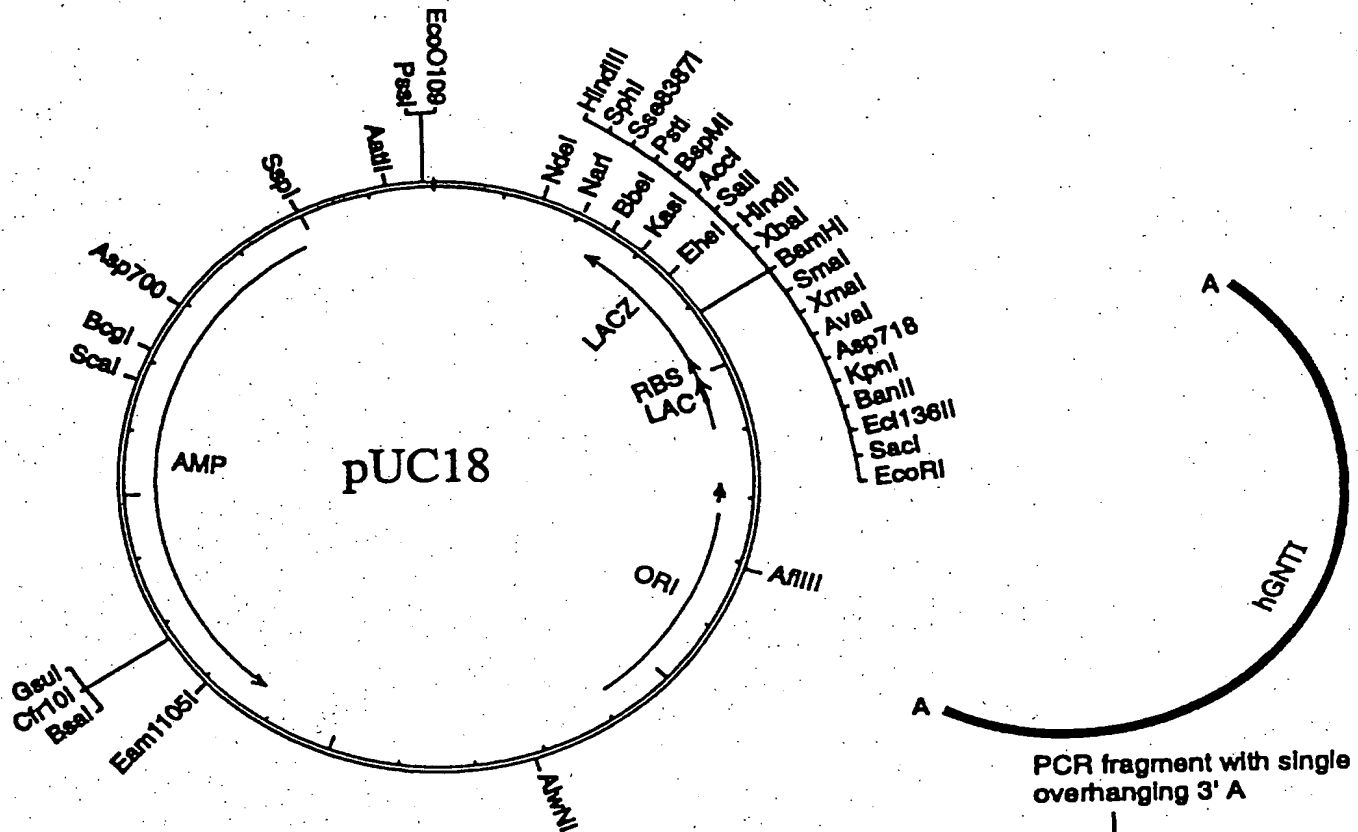 EcoO109
PssI
AatII
SspI
Asp700
BcgI
ScaI
GsuI
Cfr10I
BsaI
Eam1105I
AlwNI
AflIII
NdeI
NarI
BbeI
KasI
EheI
HindIII
SphI
Sse8387I
PstI
BspMI
AccI
SalI
HindII
XbaI
BamHI
SmaI
XmaI
AvaI
Asp718
KpnI
BanII
Ecl136II
SacI
EcoRI
LACZ
RBS
LAC
AMP
pUC18
ORI
A
hGNTI
A
PCR fragment with single
overhanging 3' A